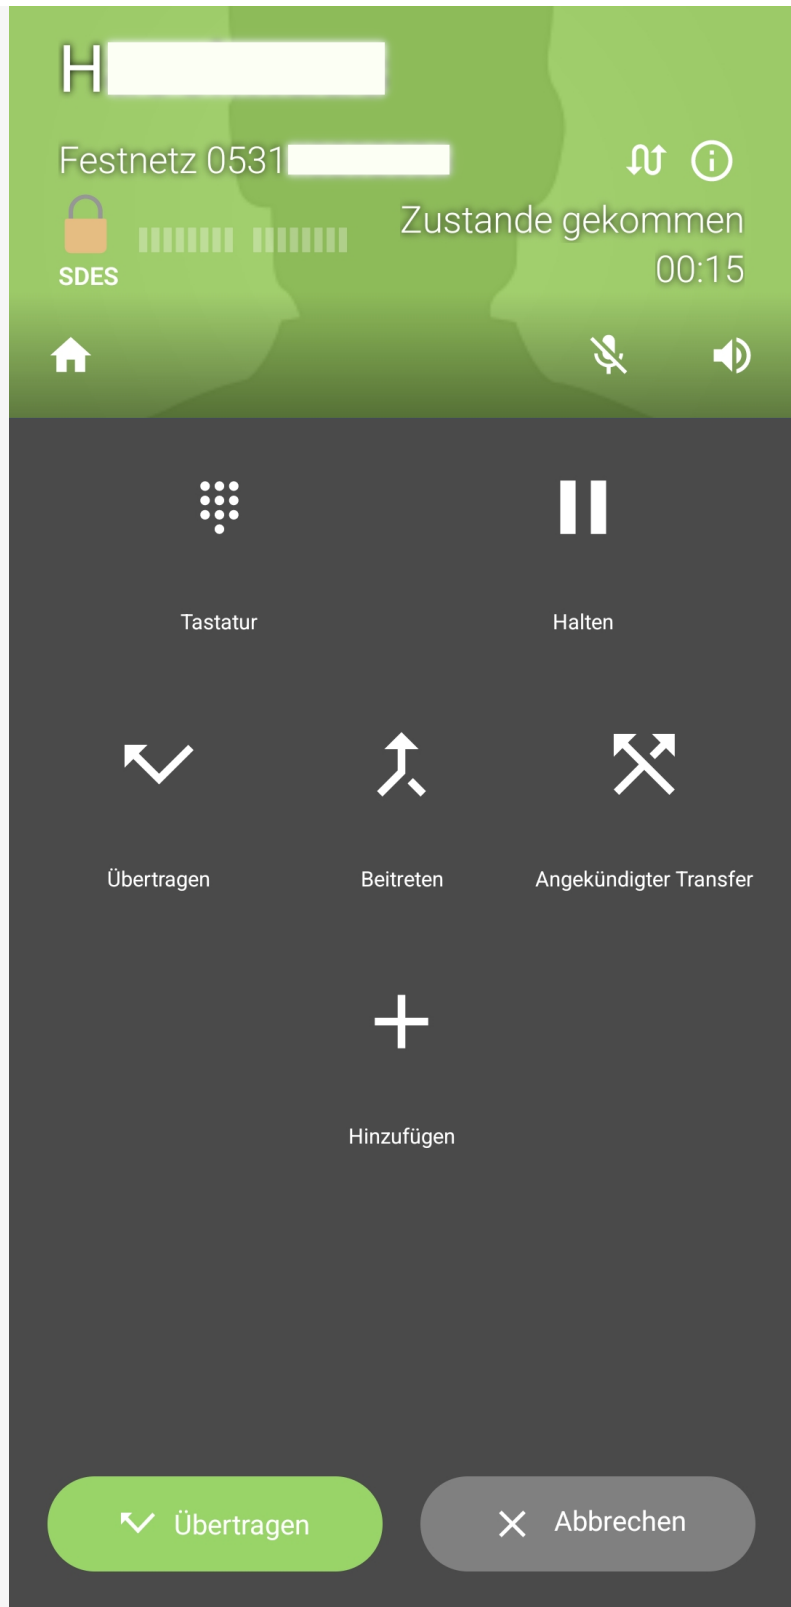 H
Festnetz 0531
Zustande gekommen
SDES
00:15
Tastatur
Halten
Übertragen
Beitreten
Angekündigter Transfer
Hinzufügen
Übertragen
Abbrechen